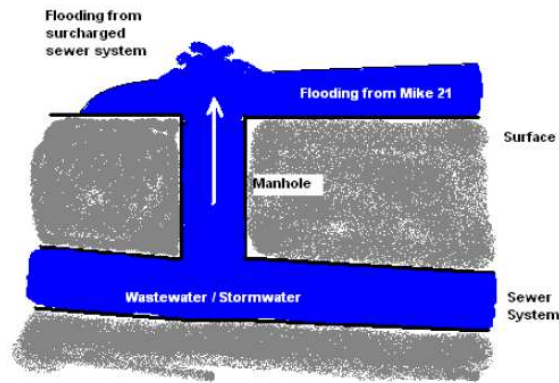 Flooding from
surcharged
sewer system
Flooding from Mike 21
Surface
Manhole
Wastewater / Stormwater
Sewer
System